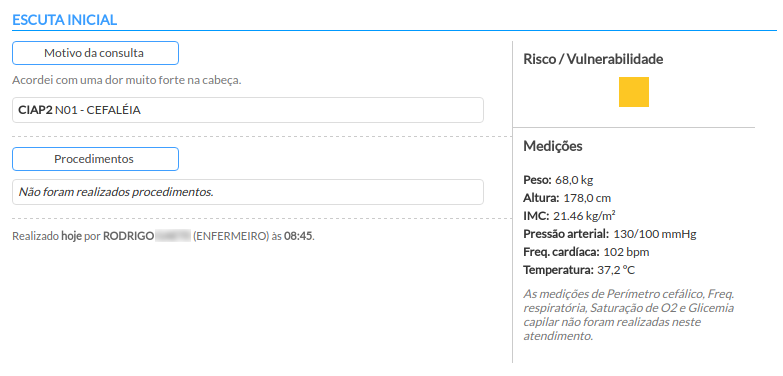 ESCUTA INICIAL
Motivo da consulta
Acordei com uma dor muito forte na cabeça.
CIAP2 N01 - CEFALÉIA
Procedimentos
Não foram realizados procedimentos.
Realizado hoje por RODRIGO (ENFERMEIRO) às 08:45.
Risco / Vulnerabilidade
Medições
Peso: 68,0 kg
Altura: 178,0 cm
IMC: 21.46 kg/m²
Pressão arterial: 130/100 mmHg
Freq. cardíaca: 102 bpm
Temperatura: 37,2 ºC
As medições de Perímetro cefálico, Freq.
respiratória, Saturação de O2 e Glicemia
capilar não foram realizadas neste
atendimento.